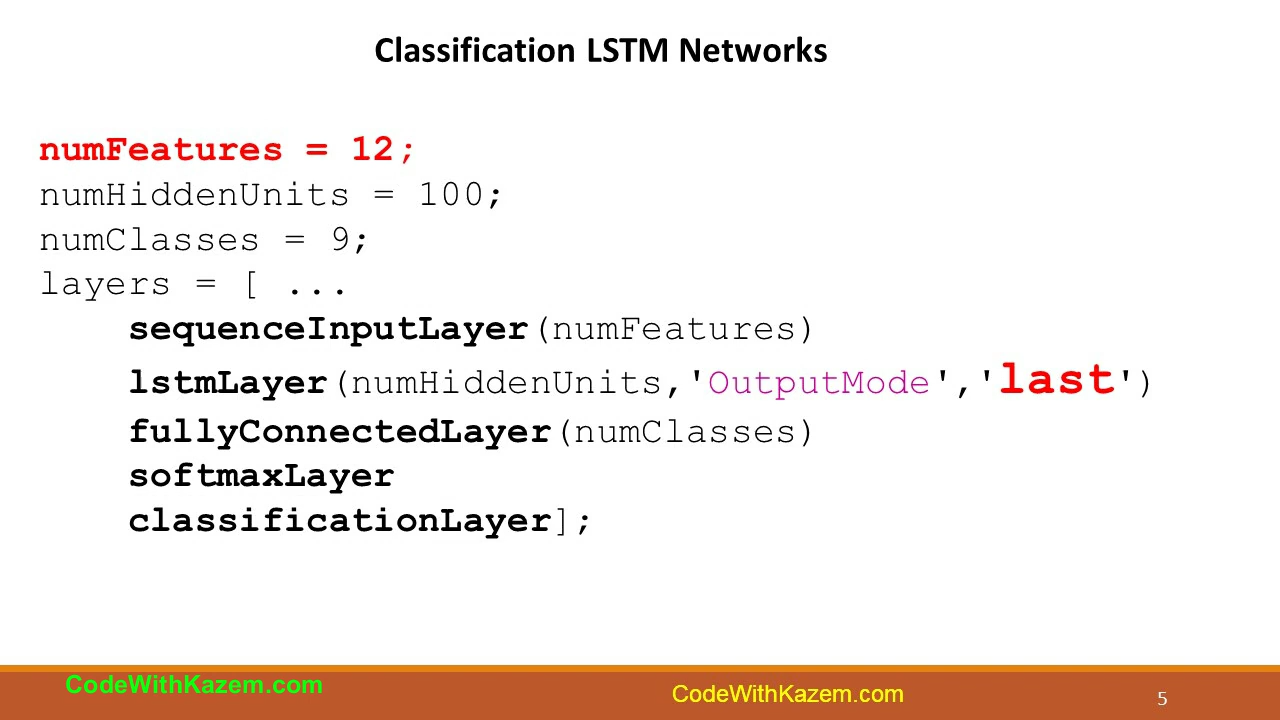 Classification LSTM Networks
numFeatures = 12;
numHiddenUnits = 100;
numClasses = 9;
layers = [ ...
sequenceInputLayer(numFeatures)
lstmLayer(numHiddenUnits,'OutputMode','last')
fullyConnectedLayer(numClasses)
softmaxLayer
classificationLayer];
CodeWithKazem.com
CodeWithKazem.com
5